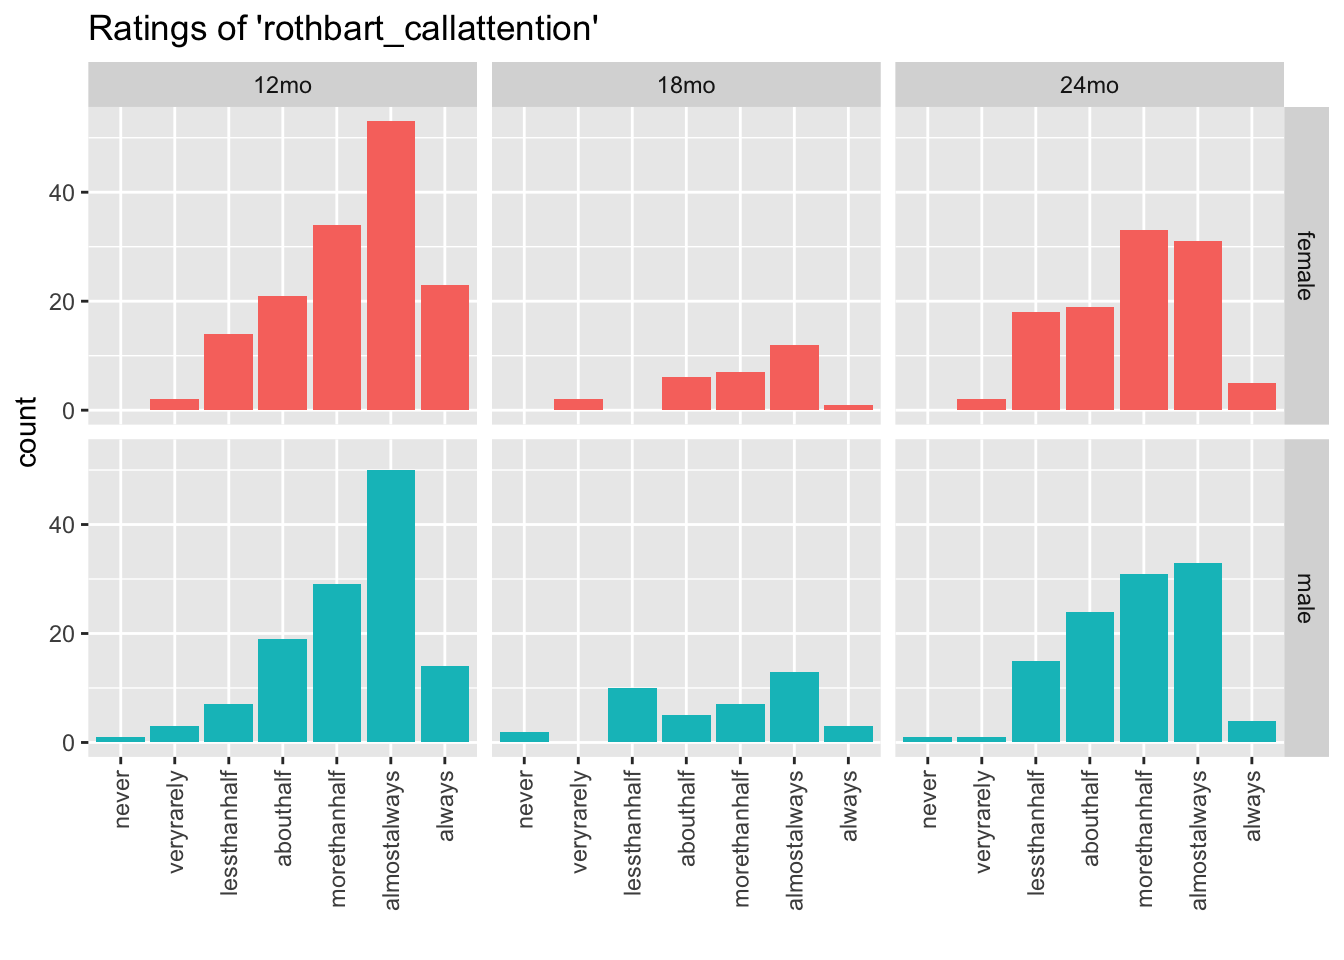 Ratings of 'rothbart_callattention'
12mo
18mo
24mo
40
20
0
female
count
40
20
0
male
never
veryrarely
lessthanhalf
abouthalf
morethanhalf
almostalways
always
never
veryrarely
lessthanhalf
abouthalf
morethanhalf
almostalways
always
never
veryrarely
lessthanhalf
abouthalf
morethanhalf
almostalways
always